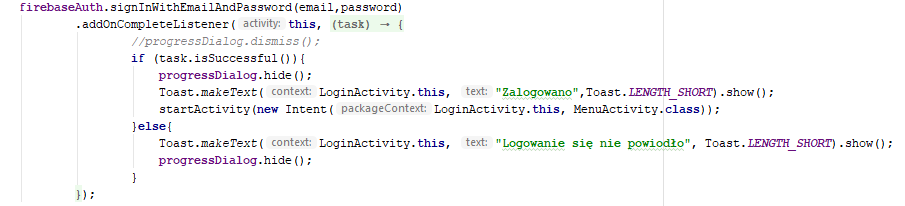 firebaseAuth.signInWithEmailAndPassword(email,password)
.addOnCompleteListener( activity: this, (task) → {
//progressDialog.dismiss();
if (task.isSuccessful()){
progressDialog.hide();
Toast.makeText( context: LoginActivity.this, text: "Zalogowano",Toast.LENGTH_SHORT).show();
startActivity(new Intent( packageContext: LoginActivity.this, MenuActivity.class));
}else{
Toast.makeText( context: LoginActivity.this, text: "Logowanie się nie powiodło", Toast.LENGTH_SHORT).show();
progressDialog.hide();
}
});